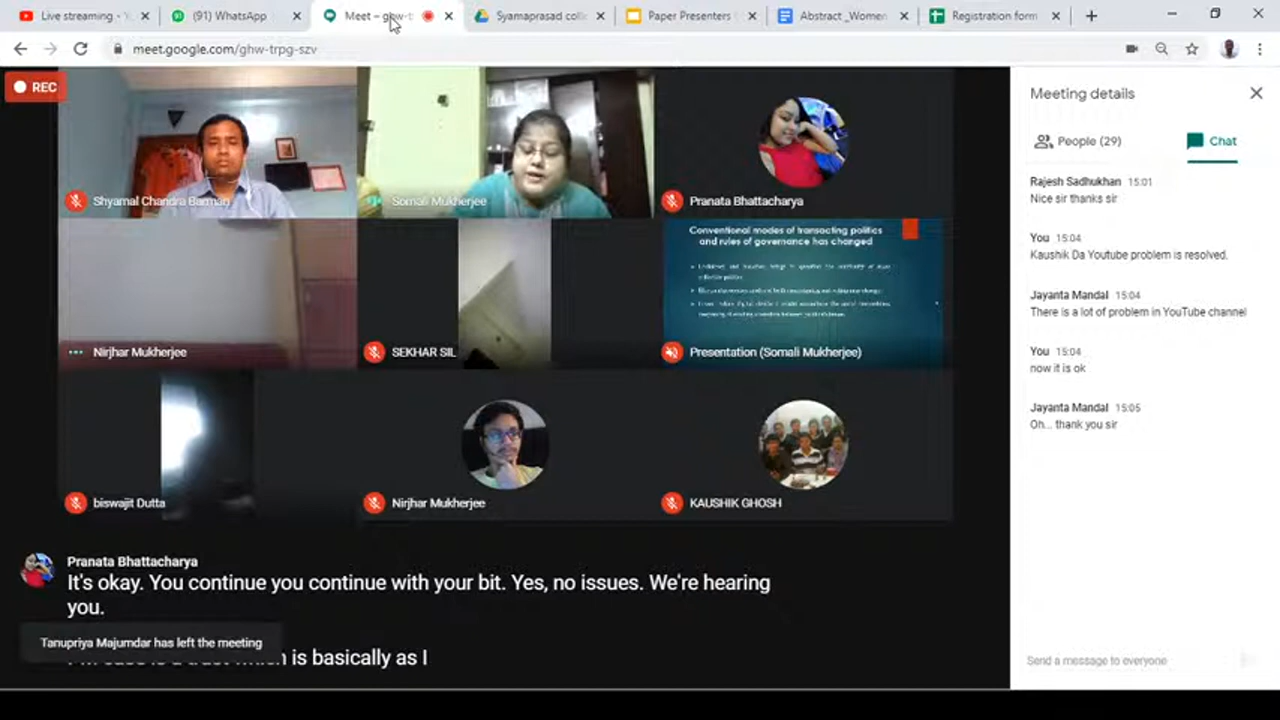 Live streaming - Y
(91) WhatsApp
Meet – ghw-t
Syamaprasad coll
Paper Presenters
Abstract _Women
Registration form
meet.google.com/ghw-trpg-szv
REC
Shyamal Chandra Barman
Somali Mukherjee
Pranata Bhattacharya
Nirjhar Mukherjee
SEKHAR SIL
Conventional modes of transacting politics
and rules of governance has changed
Presentation (Somali Mukherjee)
biswajit Dutta
Nirjhar Mukherjee
KAUSHIK GHOSH
Pranata Bhattacharya
It's okay. You continue you continue with your bit. Yes, no issues. We're hearing
you.
Tanupriya Majumdar has left the meeting
is basically as I
Meeting details
People (29)
Chat
Rajesh Sadhukhan 15:01
Nice sir thanks sir
You 15:04
Kaushik Da Youtube problem is resolved.
Jayanta Mandal 15:04
There is a lot of problem in YouTube channel
You 15:04
now it is ok
Jayanta Mandal 15:05
Oh... thank you sir
Send a message to everyone